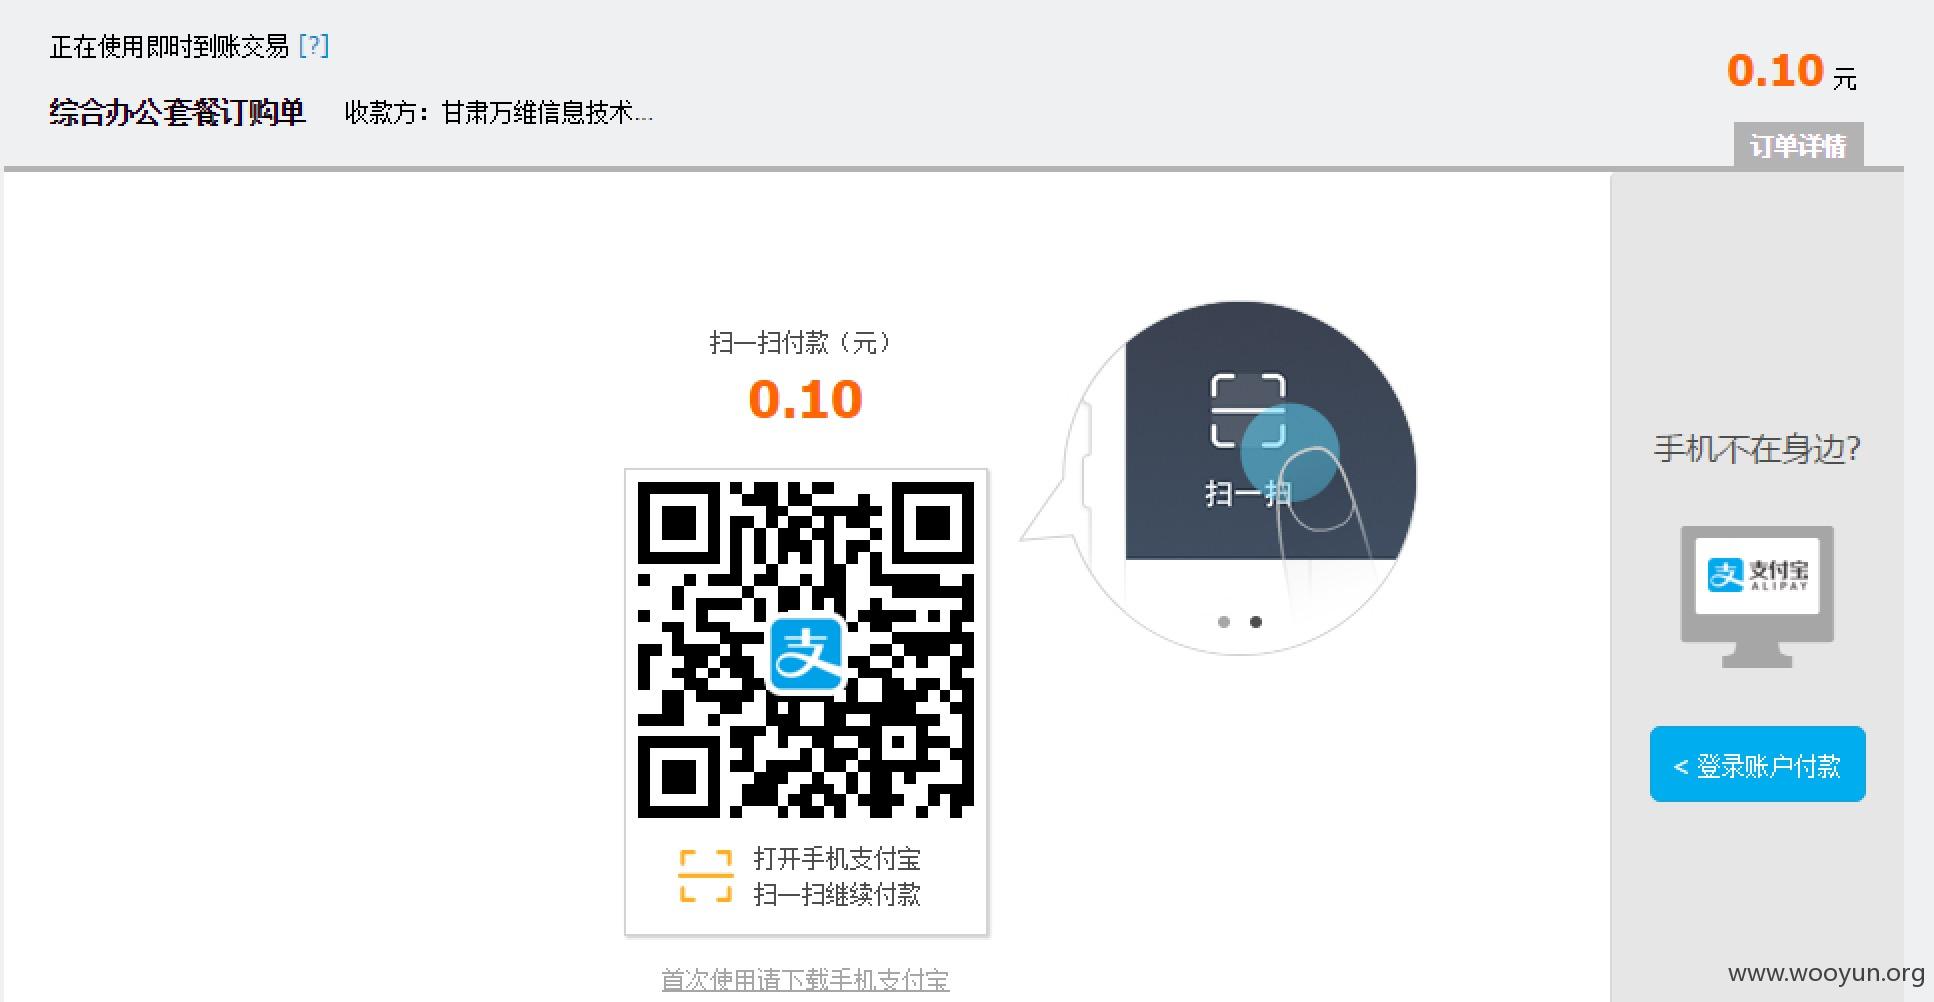 正在使用即时到账交易 [?]
0.10 元
综合办公套餐订购单 收款方：甘肃万维信息技术...
订单详情
扫一扫付款（元）
0.10
扫一扫
支
打开手机支付宝
扫一扫继续付款
首次使用请下载手机支付宝
手机不在身边?
支 支付宝
ALIPAY
< 登录账户付款
www.wooyun.org